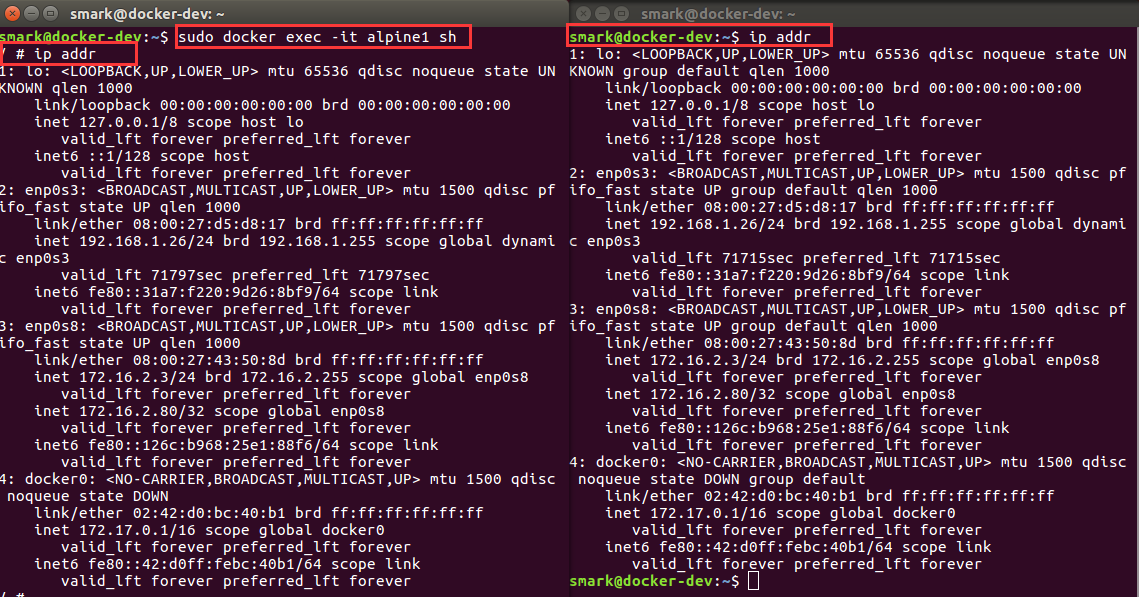 smark@docker-dev: ~
smark@docker-dev:~$ sudo docker exec -it alpine1 sh
/ # ip addr
1: lo: <LOOPBACK,UP,LOWER_UP> mtu 65536 qdisc noqueue state UN
KNOWN qlen 1000
    link/loopback 00:00:00:00:00:00 brd 00:00:00:00:00:00
    inet 127.0.0.1/8 scope host lo
       valid_lft forever preferred_lft forever
    inet6 ::1/128 scope host
       valid_lft forever preferred_lft forever
2: enp0s3: <BROADCAST,MULTICAST,UP,LOWER_UP> mtu 1500 qdisc pf
ifo_fast state UP qlen 1000
    link/ether 08:00:27:d5:d8:17 brd ff:ff:ff:ff:ff:ff
    inet 192.168.1.26/24 brd 192.168.1.255 scope global dynami
c enp0s3
       valid_lft 71797sec preferred_lft 71797sec
    inet6 fe80::31a7:f220:9d26:8bf9/64 scope link
       valid_lft forever preferred_lft forever
3: enp0s8: <BROADCAST,MULTICAST,UP,LOWER_UP> mtu 1500 qdisc pf
ifo_fast state UP qlen 1000
    link/ether 08:00:27:43:50:8d brd ff:ff:ff:ff:ff:ff
    inet 172.16.2.3/24 brd 172.16.2.255 scope global enp0s8
       valid_lft forever preferred_lft forever
    inet 172.16.2.80/32 scope global enp0s8
       valid_lft forever preferred_lft forever
    inet6 fe80::126c:b968:25e1:88f6/64 scope link
       valid_lft forever preferred_lft forever
4: docker0: <NO-CARRIER,BROADCAST,MULTICAST,UP> mtu 1500 qdisc
 noqueue state DOWN
    link/ether 02:42:d0:bc:40:b1 brd ff:ff:ff:ff:ff:ff
    inet 172.17.0.1/16 scope global docker0
       valid_lft forever preferred_lft forever
    inet6 fe80::42:d0ff:febc:40b1/64 scope link
       valid_lft forever preferred_lft forever
/ #
smark@docker-dev: ~
smark@docker-dev:~$ ip addr
1: lo: <LOOPBACK,UP,LOWER_UP> mtu 65536 qdisc noqueue state UN
KNOWN group default qlen 1000
    link/loopback 00:00:00:00:00:00 brd 00:00:00:00:00:00
    inet 127.0.0.1/8 scope host lo
       valid_lft forever preferred_lft forever
    inet6 ::1/128 scope host
       valid_lft forever preferred_lft forever
2: enp0s3: <BROADCAST,MULTICAST,UP,LOWER_UP> mtu 1500 qdisc pf
ifo_fast state UP group default qlen 1000
    link/ether 08:00:27:d5:d8:17 brd ff:ff:ff:ff:ff:ff
    inet 192.168.1.26/24 brd 192.168.1.255 scope global dynami
c enp0s3
       valid_lft 71715sec preferred_lft 71715sec
    inet6 fe80::31a7:f220:9d26:8bf9/64 scope link
       valid_lft forever preferred_lft forever
3: enp0s8: <BROADCAST,MULTICAST,UP,LOWER_UP> mtu 1500 qdisc pf
ifo_fast state UP group default qlen 1000
    link/ether 08:00:27:43:50:8d brd ff:ff:ff:ff:ff:ff
    inet 172.16.2.3/24 brd 172.16.2.255 scope global enp0s8
       valid_lft forever preferred_lft forever
    inet 172.16.2.80/32 scope global enp0s8
       valid_lft forever preferred_lft forever
    inet6 fe80::126c:b968:25e1:88f6/64 scope link
       valid_lft forever preferred_lft forever
4: docker0: <NO-CARRIER,BROADCAST,MULTICAST,UP> mtu 1500 qdisc
 noqueue state DOWN group default
    link/ether 02:42:d0:bc:40:b1 brd ff:ff:ff:ff:ff:ff
    inet 172.17.0.1/16 scope global docker0
       valid_lft forever preferred_lft forever
    inet6 fe80::42:d0ff:febc:40b1/64 scope link
       valid_lft forever preferred_lft forever
smark@docker-dev:~$